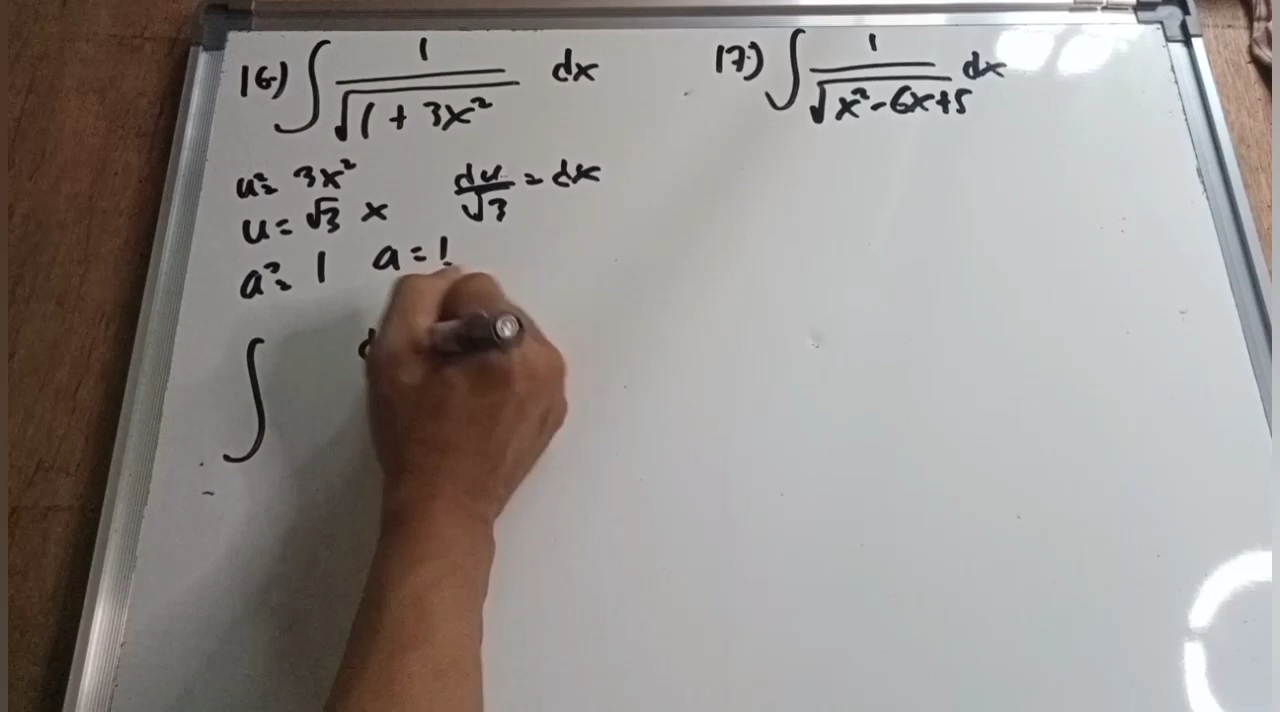 16.) ∫ 1/√(1 + 3x²) dx
u² = 3x²
u = √3 x
du/√3 = dx
a² = 1 a = 1
∫
17.) ∫ 1/√(x² - 6x + 5) dx